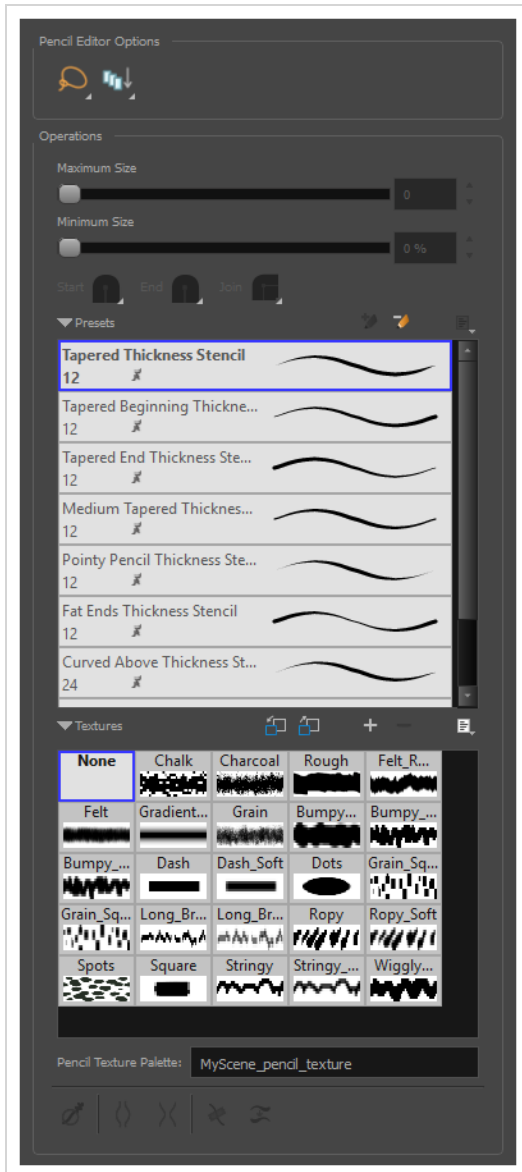 Pencil Editor Options
Operations
Maximum Size
0
Minimum Size
0 %
Start End Join
Presets
Tapered Thickness Stencil
12
Tapered Beginning Thickne...
12
Tapered End Thickness Ste...
12
Medium Tapered Thicknes...
12
Pointy Pencil Thickness Ste...
12
Fat Ends Thickness Stencil
12
Curved Above Thickness St...
24
Textures
None Chalk Charcoal Rough Felt_R...
Felt Gradient... Grain Bumpy... Bumpy_...
Bumpy_... Dash Dash_Soft Dots Grain_Sq...
Grain_Sq... Long_Br... Long_Br... Ropy Ropy_Soft
Spots Square Stringy Stringy_... Wiggly...
Pencil Texture Palette: MyScene_pencil_texture